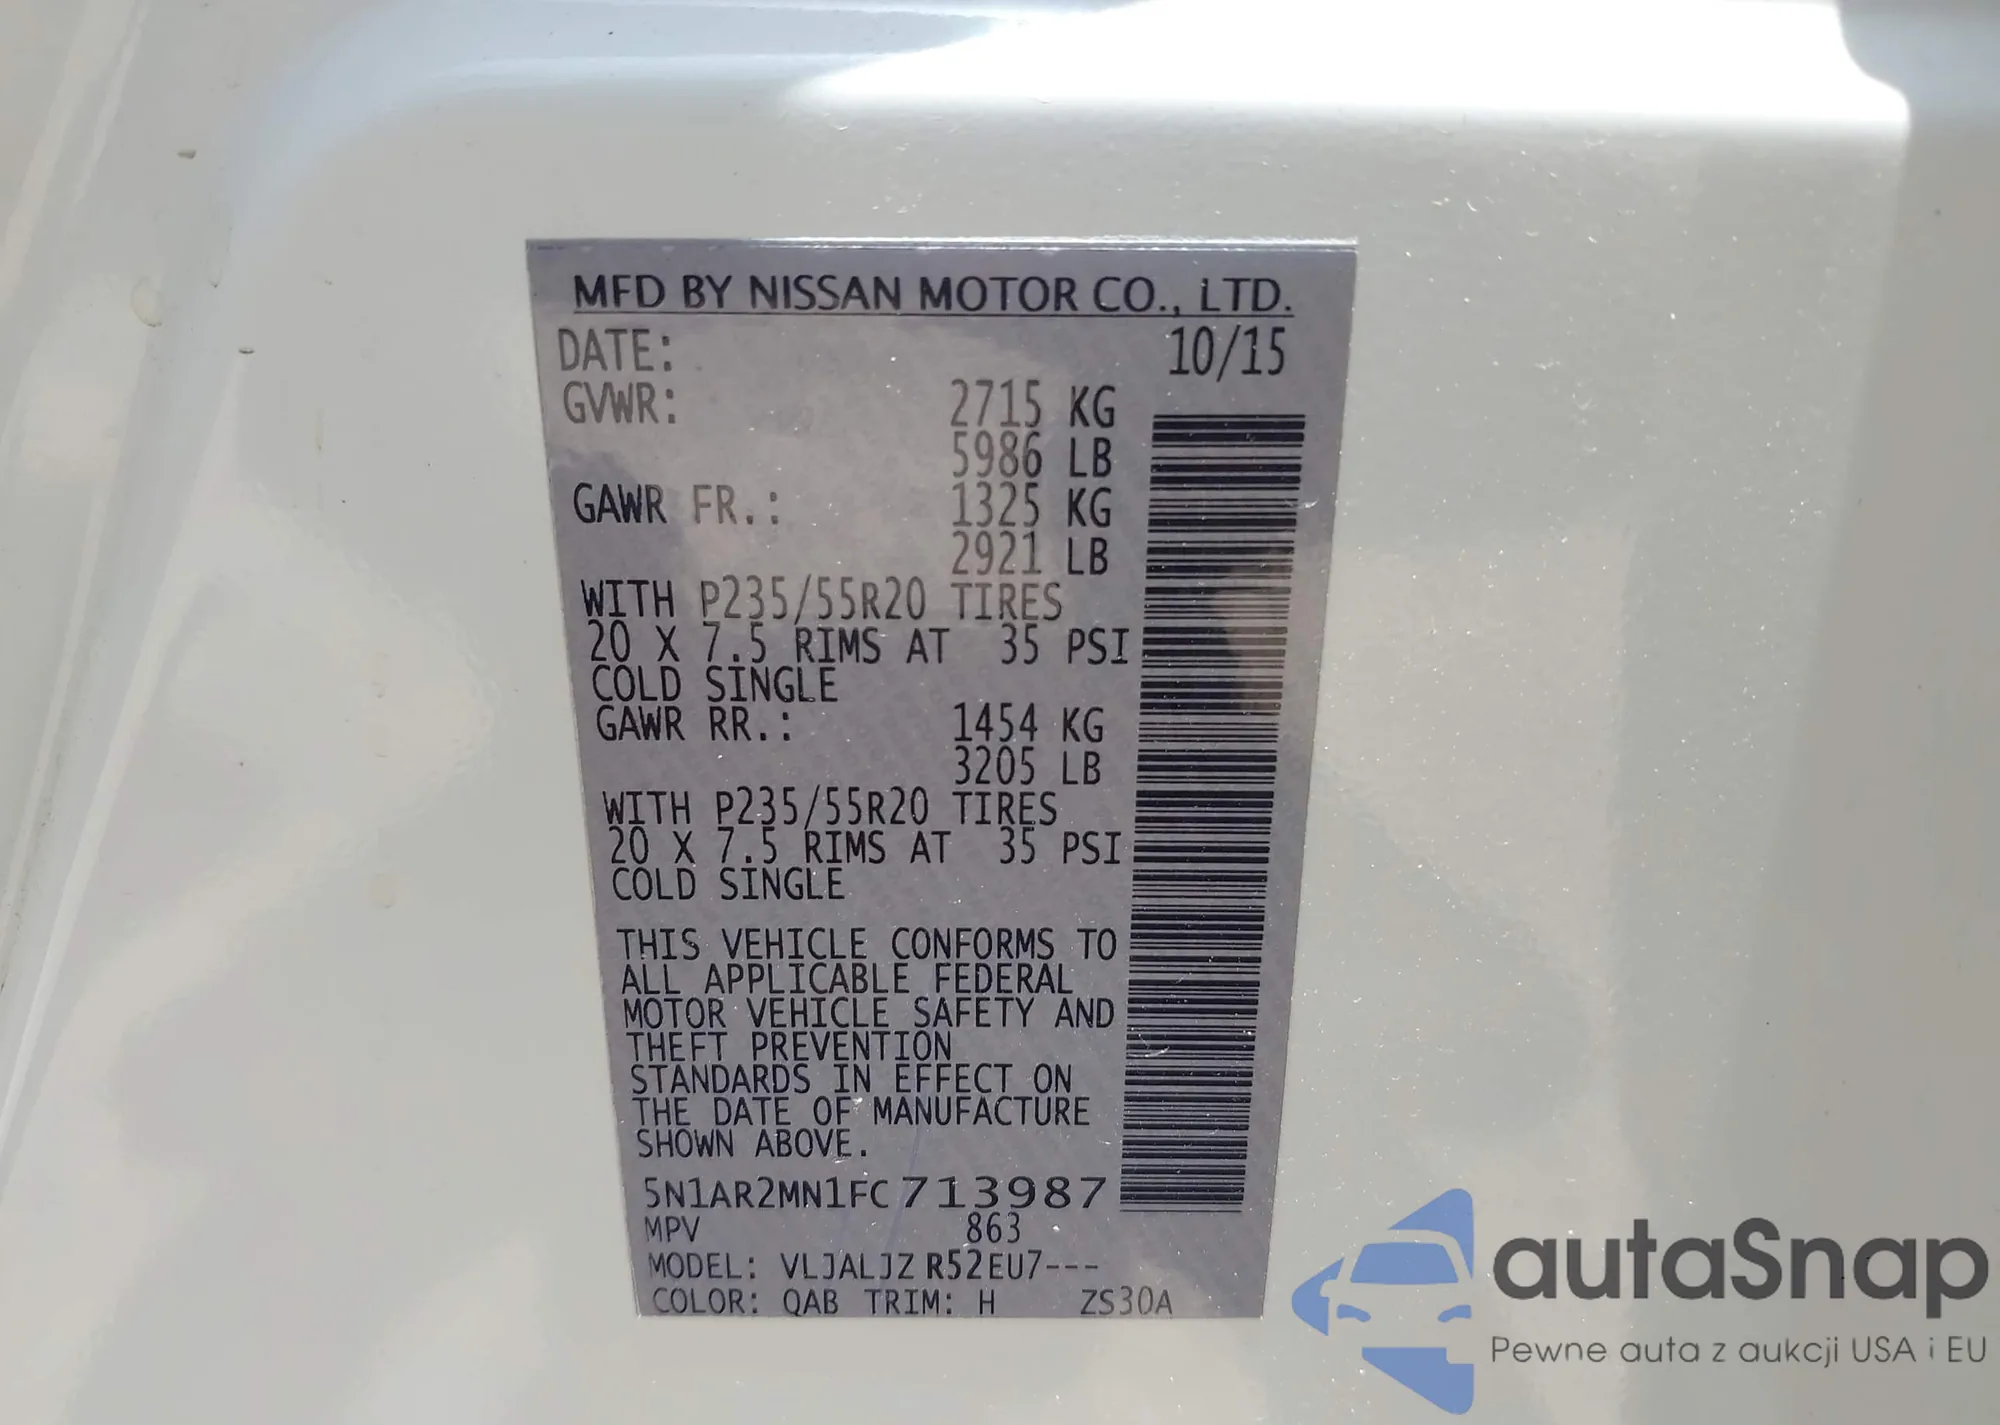 MFD BY NISSAN MOTOR CO., LTD.
DATE: 10/15
GVWR: 2715 KG
5986 LB
GAWR FR.: 1325 KG
2921 LB
WITH P235/55R20 TIRES
20 X 7.5 RIMS AT 35 PSI
COLD SINGLE
GAWR RR.: 1454 KG
3205 LB
WITH P235/55R20 TIRES
20 X 7.5 RIMS AT 35 PSI
COLD SINGLE
THIS VEHICLE CONFORMS TO
ALL APPLICABLE FEDERAL
MOTOR VEHICLE SAFETY AND
THEFT PREVENTION
STANDARDS IN EFFECT ON
THE DATE OF MANUFACTURE
SHOWN ABOVE.
5N1AR2MN1FC713987
MPV 863
MODEL: VLJALJZ R52EU7---
COLOR: QAB TRIM: H ZS30A
autaSnap
Pewne auta z aukcji USA i EU